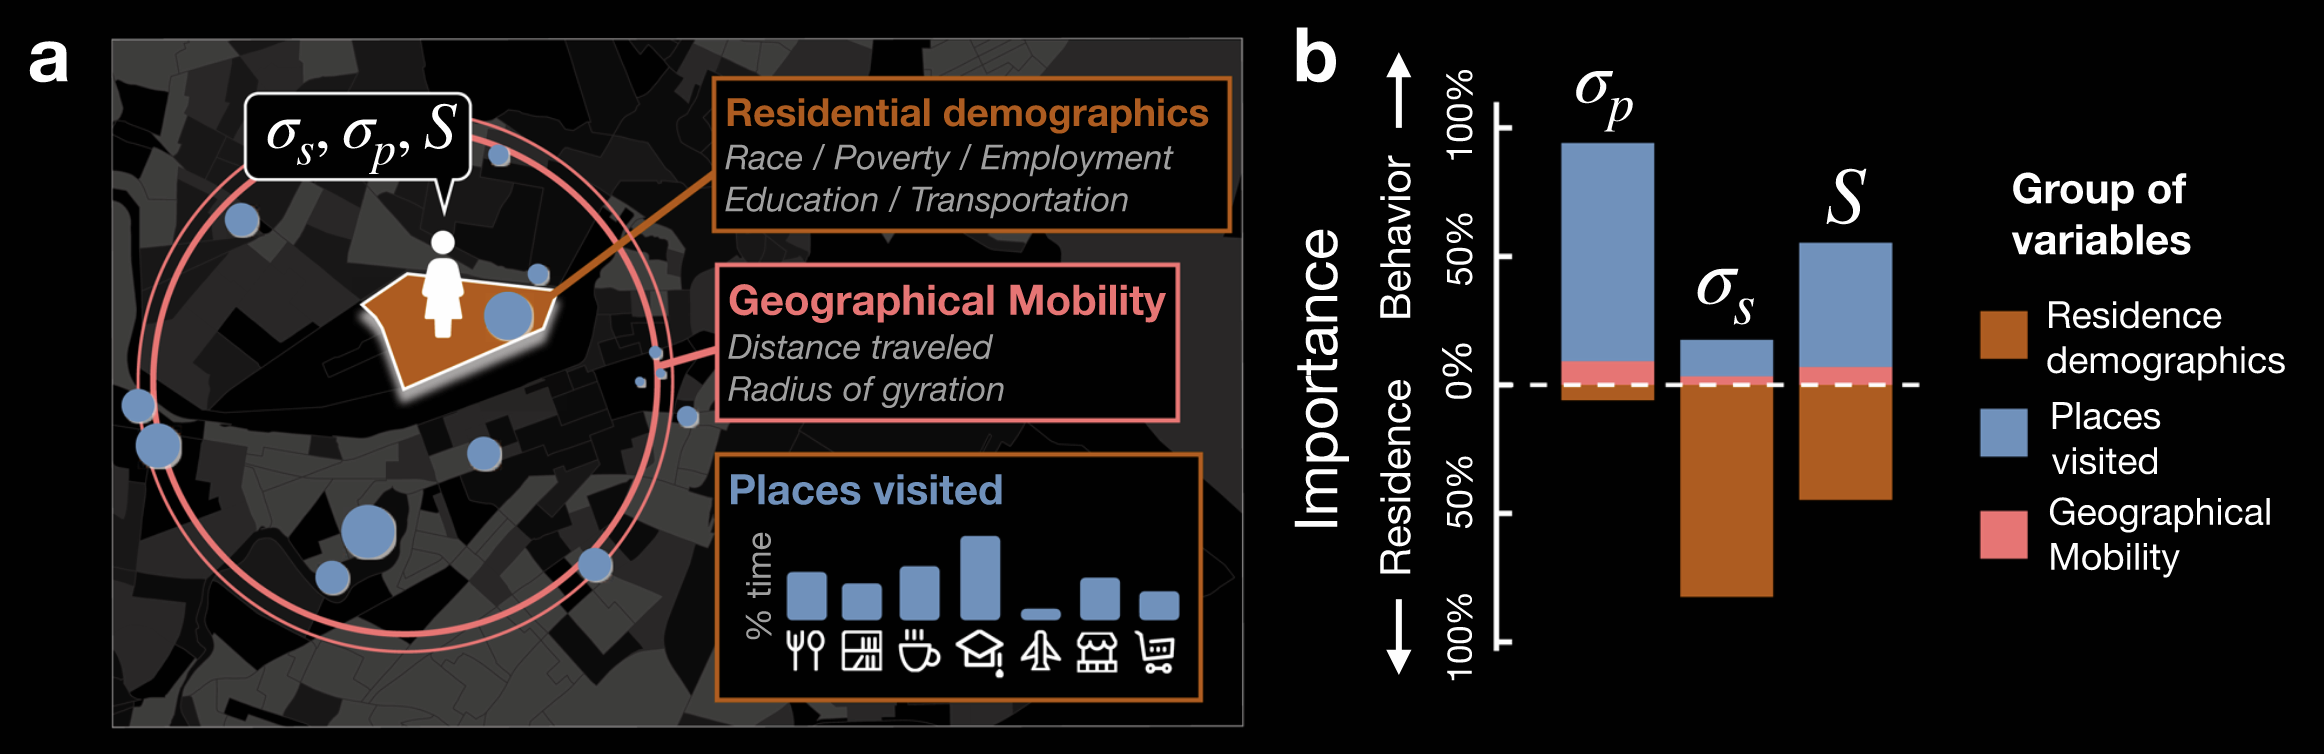 a
σs, σp, S
Residential demographics
Race / Poverty / Employment
Education / Transportation
Geographical Mobility
Distance traveled
Radius of gyration
Places visited
% time
b
Importance
Residence
Behavior
100%
50%
0%
50%
100%
σp
σs
S
Group of
variables
Residence
demographics
Places
visited
Geographical
Mobility